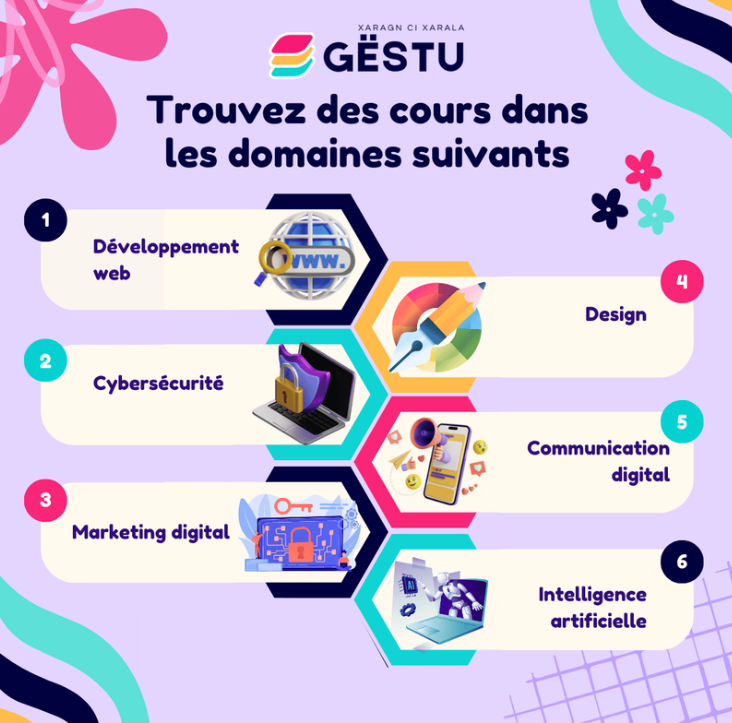 XARAGN CI XARALA
GËSTU
Trouvez des cours dans
les domaines suivants
1
Développement
web
www.
2
Cybersécurité
3
Marketing digital
4
Design
5
Communication
digital
6
Intelligence
artificielle
AI